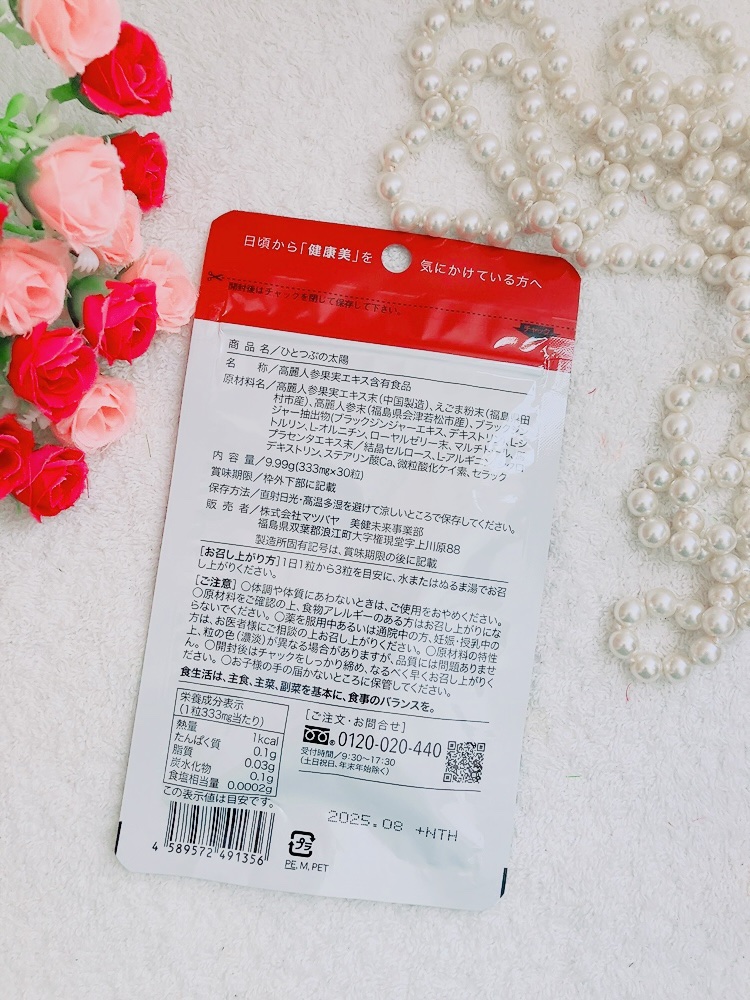 日頃から「健康美」を 気にかけている方へ
開封後はチャックを閉じて保存して下さい。
商品名／ひとつぶの太陽
名称／高麗人参果実エキス含有食品
原材料名／高麗人参果実エキス末（中国製造）、えごま粉末（福島 田
村市産）、高麗人参末（福島県会津若松市産）、ブラック
ジャー抽出物（ブラックジンジャーエキス、デキストリン、L-シ
トルリン、L-オルニチン、ローヤルゼリー末、マルトデ
プラセンタエキス末／結晶セルロース、L-アルギニン
デキストリン、ステアリン酸Ca、微粒酸化ケイ素、セラック
内容量／9.99g（333㎎×30粒）
賞味期限／枠外下部に記載
保存方法／直射日光・高温多湿を避けて涼しいところで保存してください。
販売者／株式会社マツバヤ 美健未来事業部
福島県双葉郡浪江町大字権現堂字上川原88
製造所固有記号は、賞味期限の後に記載
［お召し上がり方］1日1粒から3粒を目安に、水またはぬるま湯でお召
し上がりください。
［ご注意］○体調や体質にあわないときは、ご使用をおやめください。
○原材料をご確認の上、食物アレルギーのある方はお召し上がりにな
らないでください。○薬を服用中あるいは通院中の方、妊娠・授乳中の
方は、お医者様にご相談の上お召し上がりください。○原材料の特性
上、粒の色（濃淡）が異なる場合がありますが、品質には問題ありませ
ん。○開封後はチャックをしっかり締め、なるべく早くお召し上がりく
ださい。○お子様の手の届かないところに保管してください。
食生活は、主食、主菜、副菜を基本に、食事のバランスを。
栄養成分表示
（1粒333㎎当たり）
熱量 1kcal
たんぱく質 0.1g
脂質 0.03g
炭水化物 0.1g
食塩相当量 0.0002g
この表示値は目安です。
［ご注文・お問合せ］
0120-020-440
受付時間／9:30～17:30
（土日祝日、年末年始除く）
2025.08 +NTH
4 589572 491356
プラ
PE, M, PET